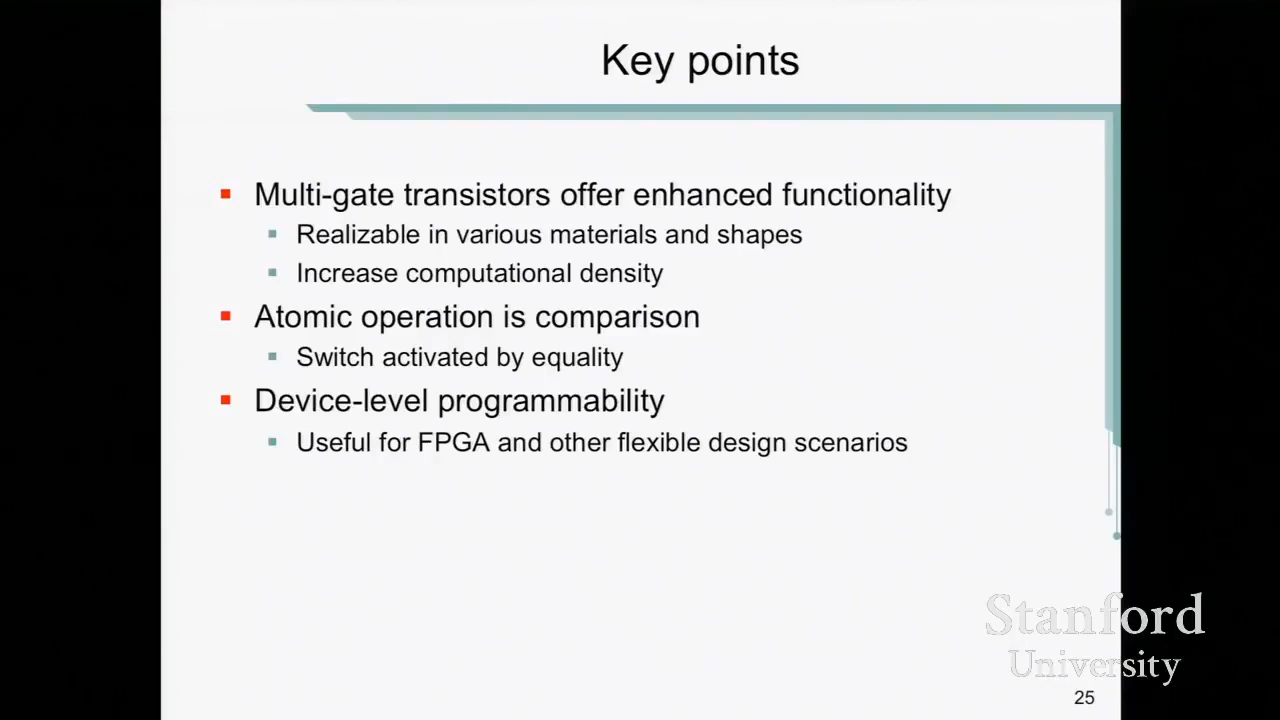 Key points
Multi-gate transistors offer enhanced functionality
Realizable in various materials and shapes
Increase computational density
Atomic operation is comparison
Switch activated by equality
Device-level programmability
Useful for FPGA and other flexible design scenarios
Stanford
University
25